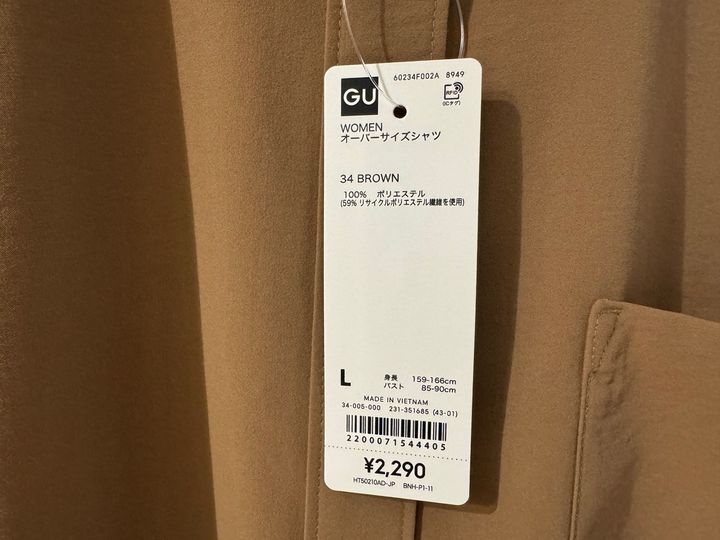 60234F002A 8949
GU
RFID
(ICタグ)
WOMEN
オーバーサイズシャツ
34 BROWN
100% ポリエステル
(59% リサイクルポリエステル繊維を使用)
L
身長 159-166cm
バスト 85-90cm
MADE IN VIETNAM
34-005-000 231-351685 (43-01)
2200071544405
¥2,290
HT50210AD-JP BNH-P1-11